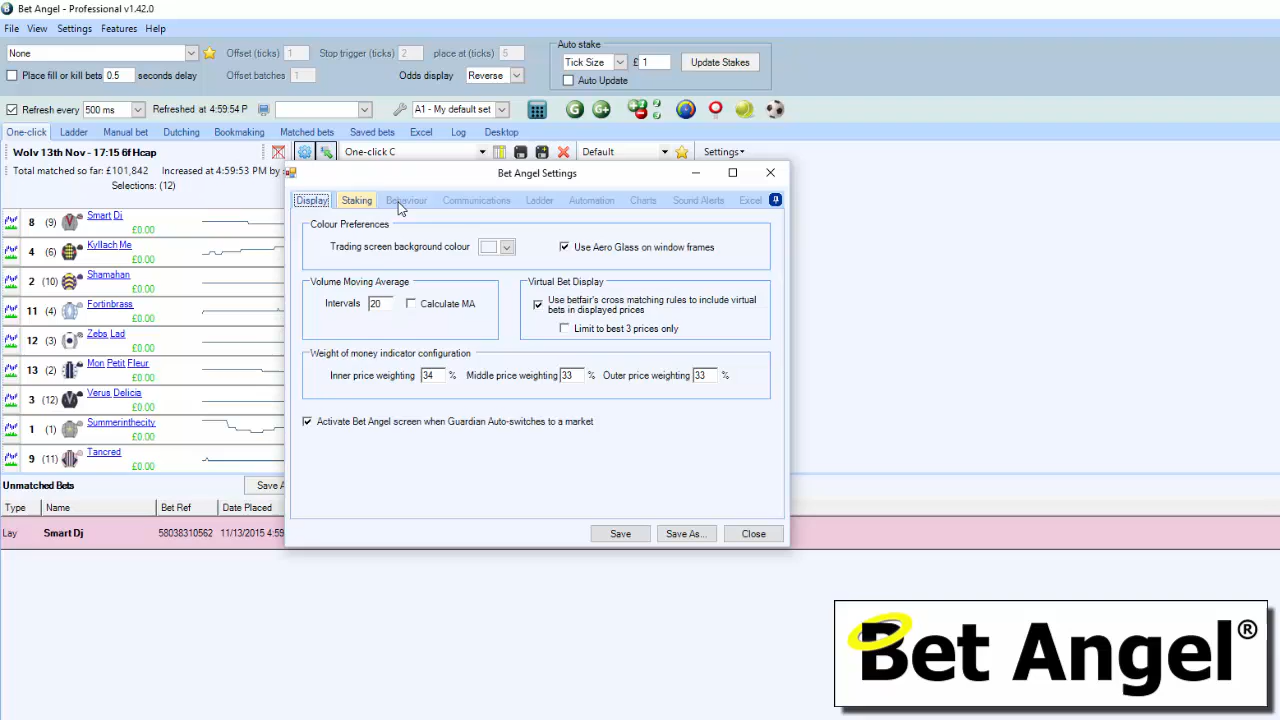 Bet Angel - Professional v1.42.0
File View Settings Features Help
None Offset (ticks) 1 Stop trigger (ticks) 2 place at (ticks) 5
Auto stake
Tick Size £ 1 Update Stakes
Place fill or kill bets 0.5 seconds delay Offset batches 1 Odds display Reverse
Auto Update
Refresh every 500 ms Refreshed at 4:59:54 P A1 - My default set G G+
One-click Ladder Manual bet Dutching Bookmaking Matched bets Saved bets Excel Log Desktop
Wolv 13th Nov - 17:15 6f Hcap One-click C Default Settings
Total matched so far: £101,842 Increased at 4:59:53 PM by
Selections: (12)
Bet Angel Settings
Display Staking Behaviour Communications Ladder Automation Charts Sound Alerts Excel
Colour Preferences
Trading screen background colour Use Aero Glass on window frames
Volume Moving Average
Intervals 20 Calculate MA
Virtual Bet Display
Use betfair's cross matching rules to include virtual
bets in displayed prices
Limit to best 3 prices only
Weight of money indicator configuration
Inner price weighting 34 % Middle price weighting 33 % Outer price weighting 33 %
Activate Bet Angel screen when Guardian Auto-switches to a market
Save Save As... Close
8 (9) Smart Dj
£0.00
4 (6) Kyllach Me
£0.00
2 (10) Shamahan
£0.00
11 (4) Fortinbrass
£0.00
12 (3) Zebs Lad
£0.00
13 (2) Mon Petit Fleur
£0.00
3 (12) Verus Delicia
£0.00
1 (1) Summerinthecity
£0.00
9 (11) Tancred
£0.00
Unmatched Bets Save A
Type Name Bet Ref Date Placed
Lay Smart Dj 58038310562 11/13/2015 4:59
Bet Angel®